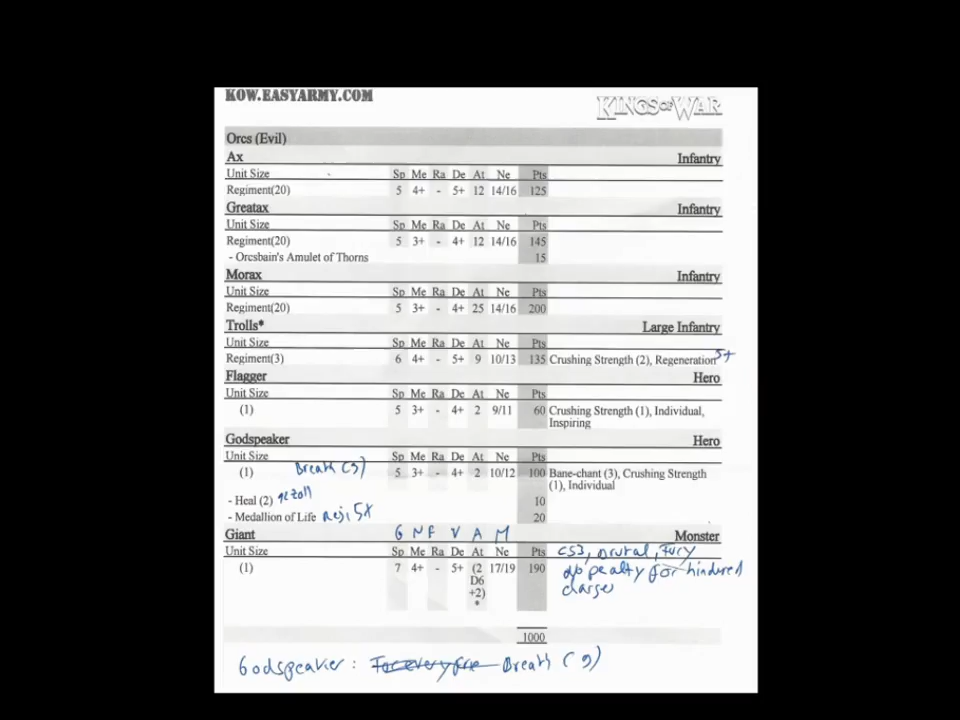 KOW.EASYARMY.COM KINGS OF WAR
Orcs (Evil)
Ax Infantry
Unit Size Sp Me Ra De At Ne Pts
Regiment(20) 5 4+ - 5+ 12 14/16 125
Greatax Infantry
Unit Size Sp Me Ra De At Ne Pts
Regiment(20) 5 3+ - 4+ 12 14/16 145
- Orcsbain's Amulet of Thorns 15
Morax Infantry
Unit Size Sp Me Ra De At Ne Pts
Regiment(20) 5 3+ - 4+ 25 14/16 200
Trolls* Large Infantry
Unit Size Sp Me Ra De At Ne Pts
Regiment(3) 6 4+ - 5+ 9 10/13 135 Crushing Strength (2), Regeneration 5+
Flagger Hero
Unit Size Sp Me Ra De At Ne Pts
(1) 5 3+ - 4+ 2 9/11 60 Crushing Strength (1), Individual,
Inspiring
Godspeaker Hero
Unit Size Sp Me Ra De At Ne Pts
(1) Breath (9) 5 3+ - 4+ 2 10/12 100 Bane-chant (3), Crushing Strength
(1), Individual
- Heal (2) 10
- Medallion of Life 20
Giant G N F V A M Monster
Unit Size Sp Me Ra De At Ne Pts CS3, Brutal, Fury
(1) 7 4+ - 5+ (2 17/19 190 for hindered
D6 charges
+2)
*
1000
Godspeaker: Breath (9)